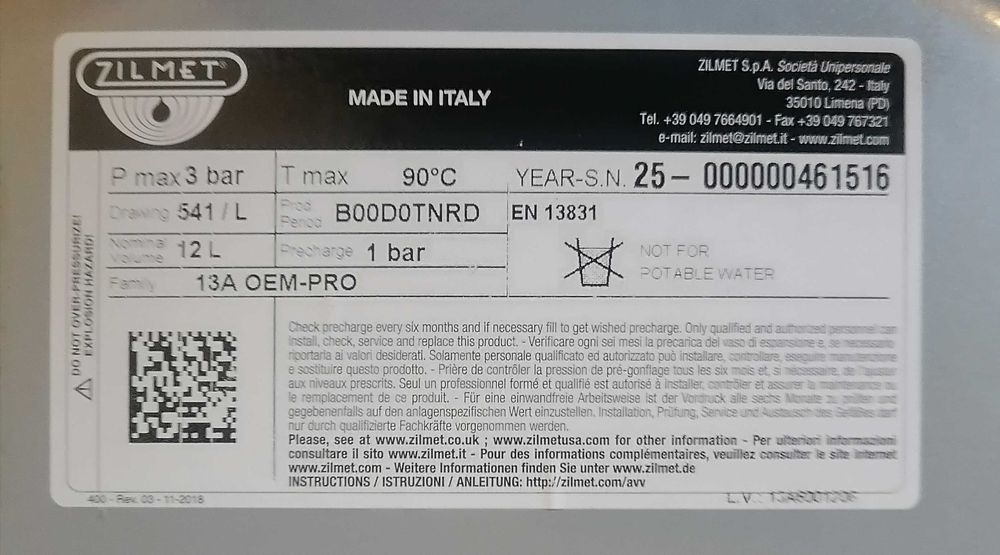 ZILMET®
MADE IN ITALY
ZILMET S.p.A. Società Unipersonale
Via del Santo, 242 - Italy
35010 Limena (PD)
Tel. +39 049 7664901 - Fax +39 049 767321
e-mail: zilmet@zilmet.it - www.zilmet.com
P max 3 bar
T max 90°C
YEAR-S.N. 25- 000000461516
Drawing 541 / L
Prod Period B00D0TNRD
EN 13831
Nominal Volume 12 L
Precharge 1 bar
NOT FOR
POTABLE WATER
Family 13A OEM-PRO
DO NOT OVER-PRESSURIZE!
EXPLOSION HAZARD!
Check precharge every six months and if necessary fill to get wished precharge. Only qualified and authorized personnel can
install, check, service and replace this product. - Verificare ogni sei mesi la precarica del vaso di espansione e, se necessario
riportarla ai valori desiderati. Solamente personale qualificato ed autorizzato può installare, controllare, eseguire manutenzione
e sostituire questo prodotto. - Prière de contrôler la pression de pré-gonflage tous les six mois et, si nécessaire, de l'ajuster
aux niveaux prescrits. Seul un professionnel formé et qualifié est autorisé à installer, contrôler et assurer la maintenance ou
le remplacement de ce produit. - Für eine einwandfreie Arbeitsweise ist der Vordruck alle sechs Monate zu prüfen und
gegebenenfalls auf den anlagenspezifischen Wert einzustellen. Installation, Prüfung, Service und Austausch des Gefäßes darf
nur durch qualifizierte Fachkräfte vorgenommen werden.
Please, see at www.zilmet.co.uk ; www.zilmetusa.com for other information - Per ulteriori informazioni
consultare il sito www.zilmet.it - Pour des informations complémentaires, veuillez consulter le site internet
www.zilmet.com - Weitere Informationen finden Sie unter www.zilmet.de
INSTRUCTIONS / ISTRUZIONI / ANLEITUNG: http://zilmet.com/avv
400 - Rev. 03 - 11-2018
L.V.: